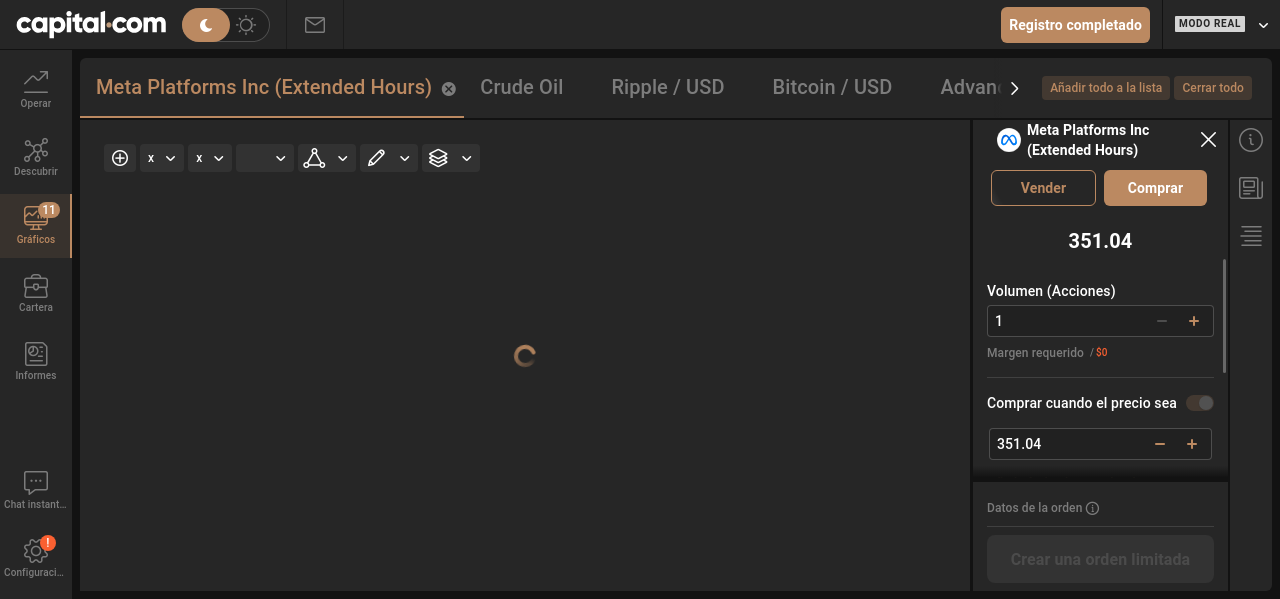 capital.com
Registro completado
MODO REAL
Operar
Descubrir
11
Gráficos
Cartera
Informes
Chat instant...
!
Configuraci...
Meta Platforms Inc (Extended Hours)
Crude Oil
Ripple / USD
Bitcoin / USD
Advan
Añadir todo a la lista
Cerrar todo
x
x
Meta Platforms Inc
(Extended Hours)
Vender
Comprar
351.04
Volumen (Acciones)
1
Margen requerido / $0
Comprar cuando el precio sea
351.04
Datos de la orden
Crear una orden limitada